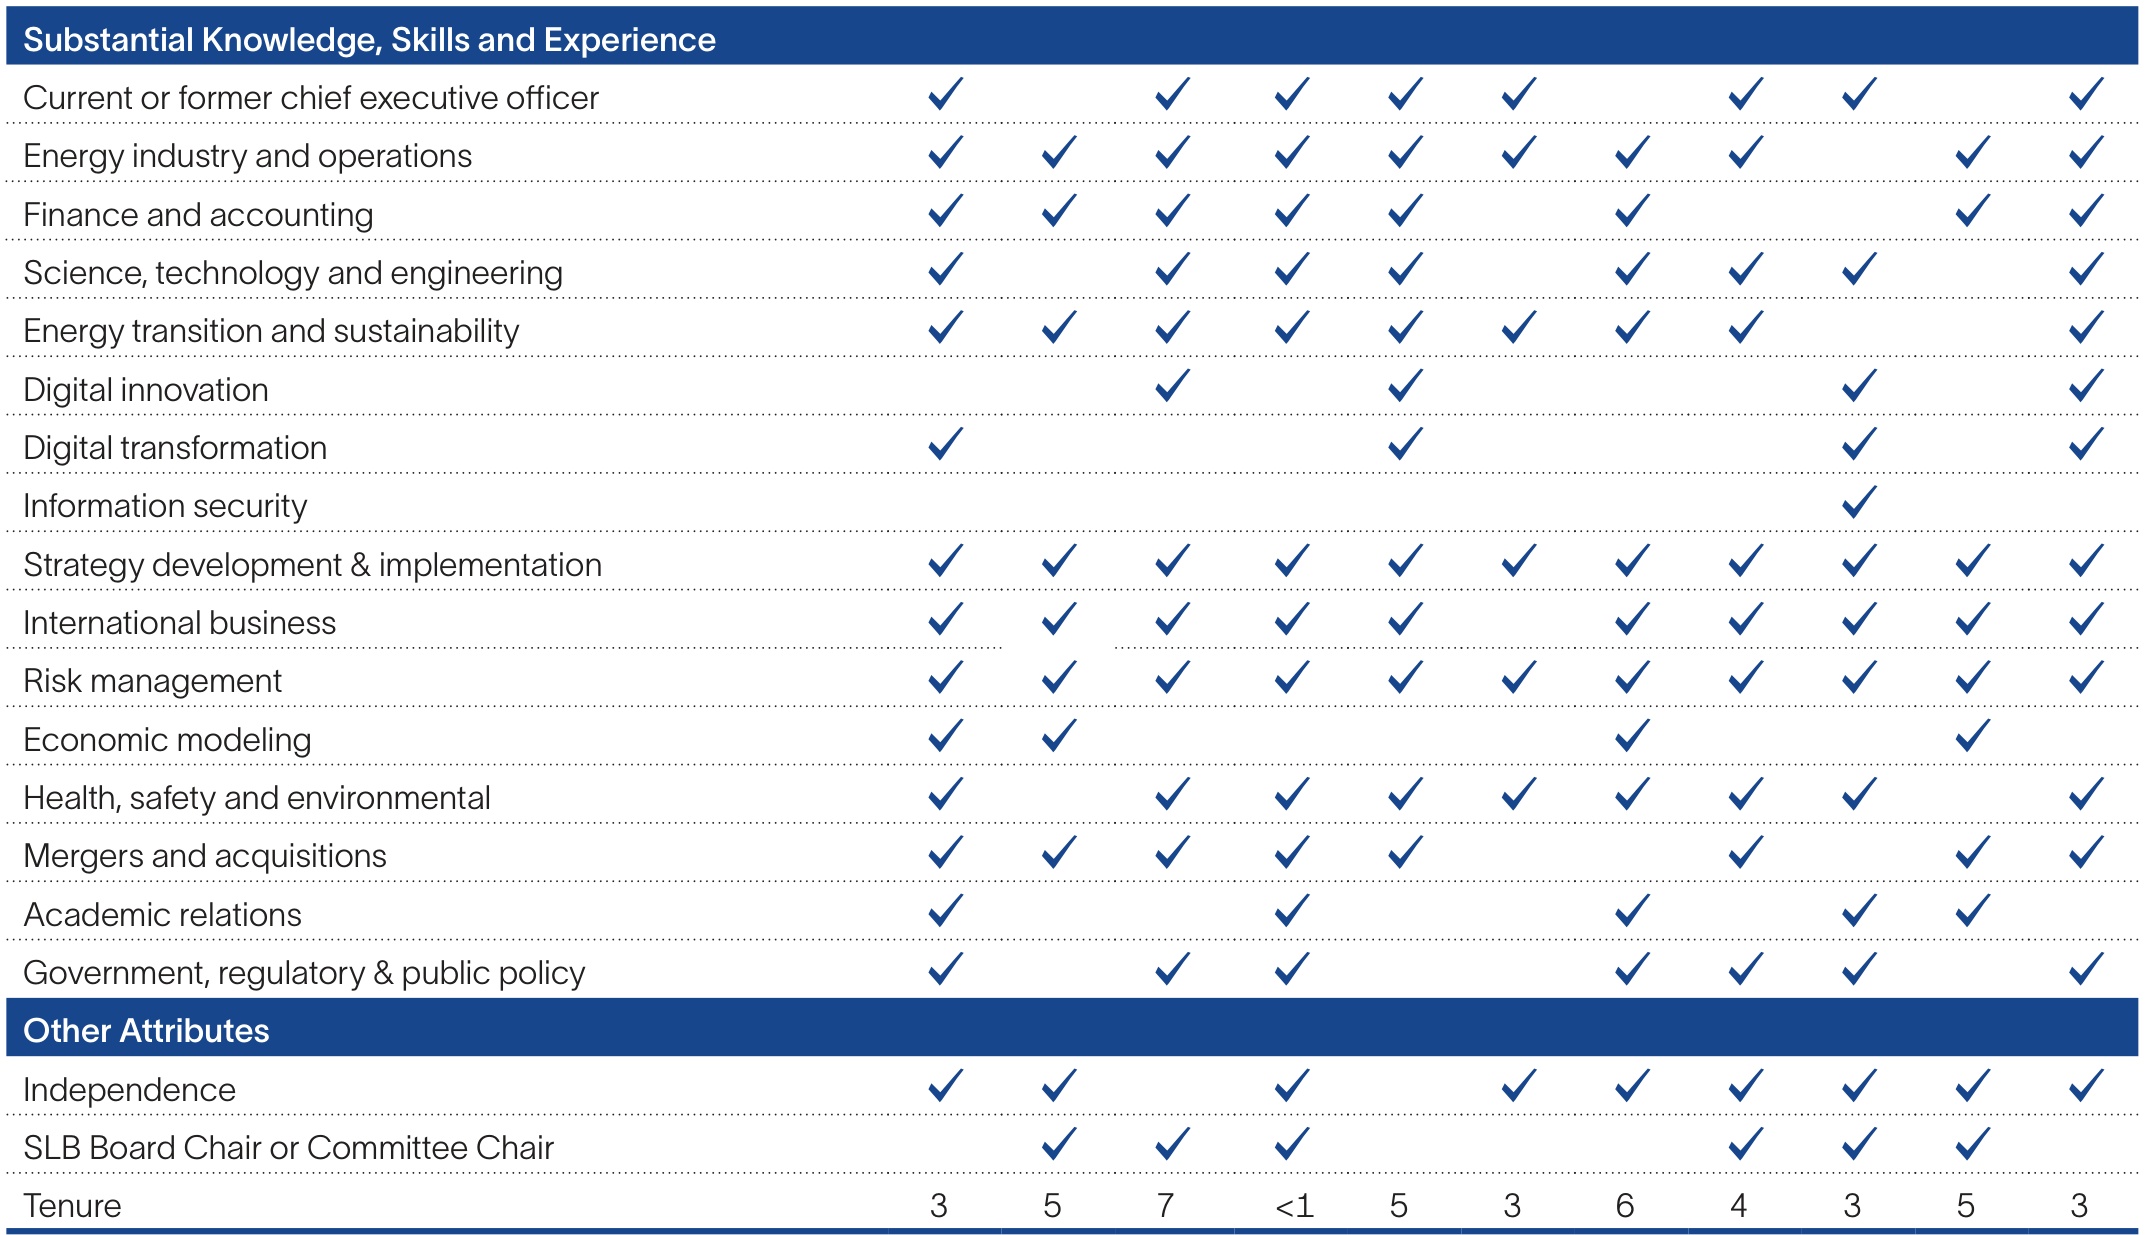 Substantial Knowledge, Skills and Experience
Current or former chief executive officer ✓ ✓ ✓ ✓ ✓ ✓ ✓ ✓
Energy industry and operations ✓ ✓ ✓ ✓ ✓ ✓ ✓ ✓ ✓ ✓
Finance and accounting ✓ ✓ ✓ ✓ ✓ ✓ ✓ ✓
Science, technology and engineering ✓ ✓ ✓ ✓ ✓ ✓ ✓ ✓
Energy transition and sustainability ✓ ✓ ✓ ✓ ✓ ✓ ✓ ✓ ✓
Digital innovation ✓ ✓ ✓ ✓
Digital transformation ✓ ✓ ✓ ✓
Information security ✓
Strategy development & implementation ✓ ✓ ✓ ✓ ✓ ✓ ✓ ✓ ✓ ✓ ✓
International business ✓ ✓ ✓ ✓ ✓ ✓ ✓ ✓ ✓ ✓
Risk management ✓ ✓ ✓ ✓ ✓ ✓ ✓ ✓ ✓ ✓ ✓
Economic modeling ✓ ✓ ✓ ✓
Health, safety and environmental ✓ ✓ ✓ ✓ ✓ ✓ ✓ ✓ ✓
Mergers and acquisitions ✓ ✓ ✓ ✓ ✓ ✓ ✓ ✓
Academic relations ✓ ✓ ✓ ✓ ✓
Government, regulatory & public policy ✓ ✓ ✓ ✓ ✓ ✓ ✓
Other Attributes
Independence ✓ ✓ ✓ ✓ ✓ ✓ ✓ ✓ ✓
SLB Board Chair or Committee Chair ✓ ✓ ✓ ✓ ✓ ✓
Tenure 3 5 7 <1 5 3 6 4 3 5 3